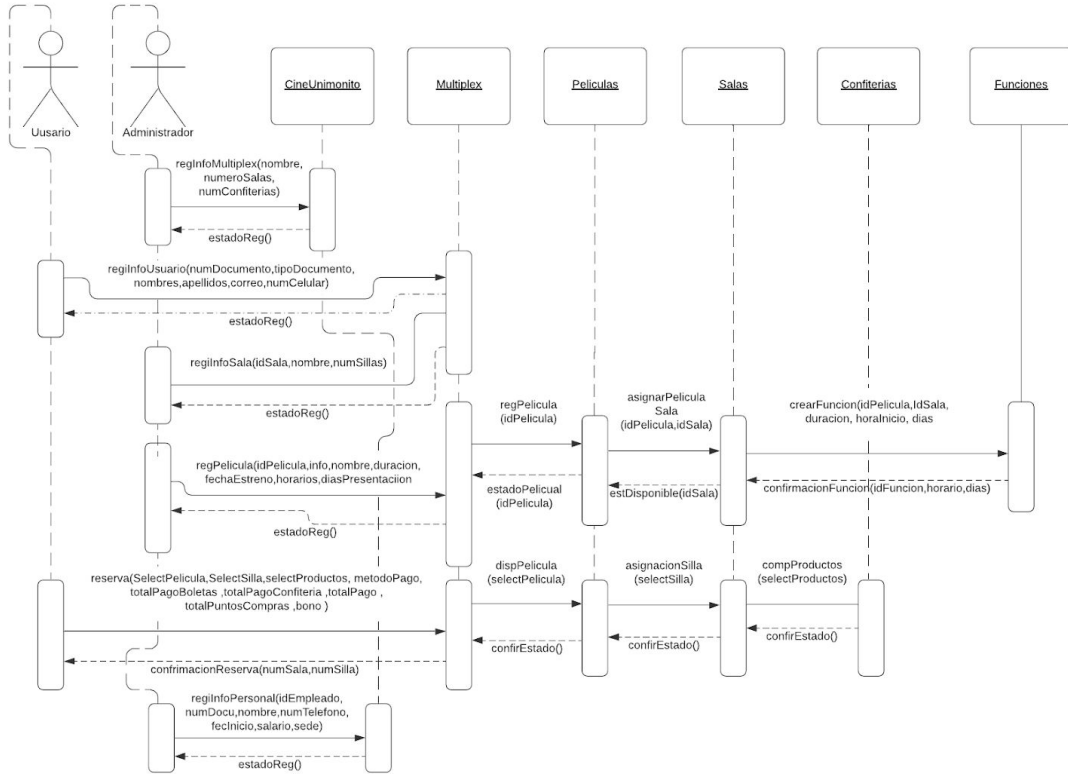 CineUnimonito
Multiplex
Peliculas
Salas
Confiterias
Funciones
Uusario
Administrador
regInfoMultiplex(nombre,
numeroSalas,
numConfiterias)
estadoReg()
regiInfoUsuario(numDocumento,tipoDocumento,
nombres,apellidos,correo,numCelular)
estadoReg()
regiInfoSala(idSala,nombre,numSillas)
estadoReg()
regPelicula
(idPelicula)
asignarPelicula
Sala
(idPelicula,idSala)
crearFuncion(idPelicula,IdSala,
duracion, horaInicio, dias
regPelicula(idPelicula,info,nombre,duracion,
fechaEstreno,horarios,diasPresentaciion
estadoPelicual
(idPelicula)
estDisponible(idSala)
confirmacionFuncion(idFuncion,horario,dias)
estadoReg()
reserva(SelectPelicula,SelectSilla,selectProductos, metodoPago,
totalPagoBoletas ,totalPagoConfiteria ,totalPago ,
totalPuntosCompras ,bono )
dispPelicula
(selectPelicula)
asignacionSilla
(selectSilla)
compProductos
(selectProductos)
confirEstado()
confirEstado()
confirEstado()
confrimacionReserva(numSala,numSilla)
regiInfoPersonal(idEmpleado,
numDocu,nombre,numTelefono,
fecInicio,salario,sede)
estadoReg()